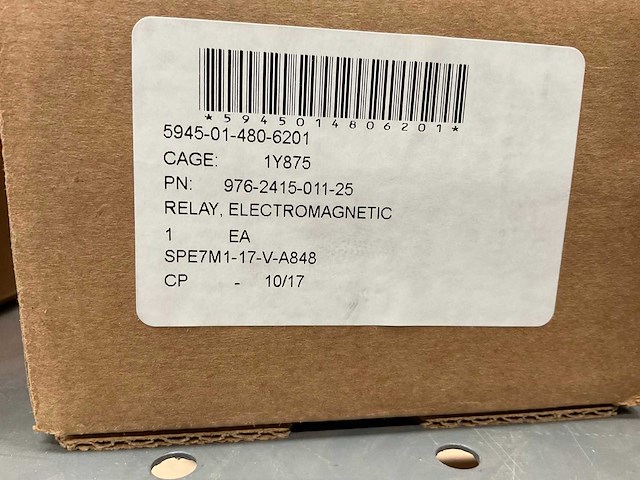 *5945014806201*
5945-01-480-6201
CAGE: 1Y875
PN: 976-2415-011-25
RELAY, ELECTROMAGNETIC
1 EA
SPE7M1-17-V-A848
CP - 10/17